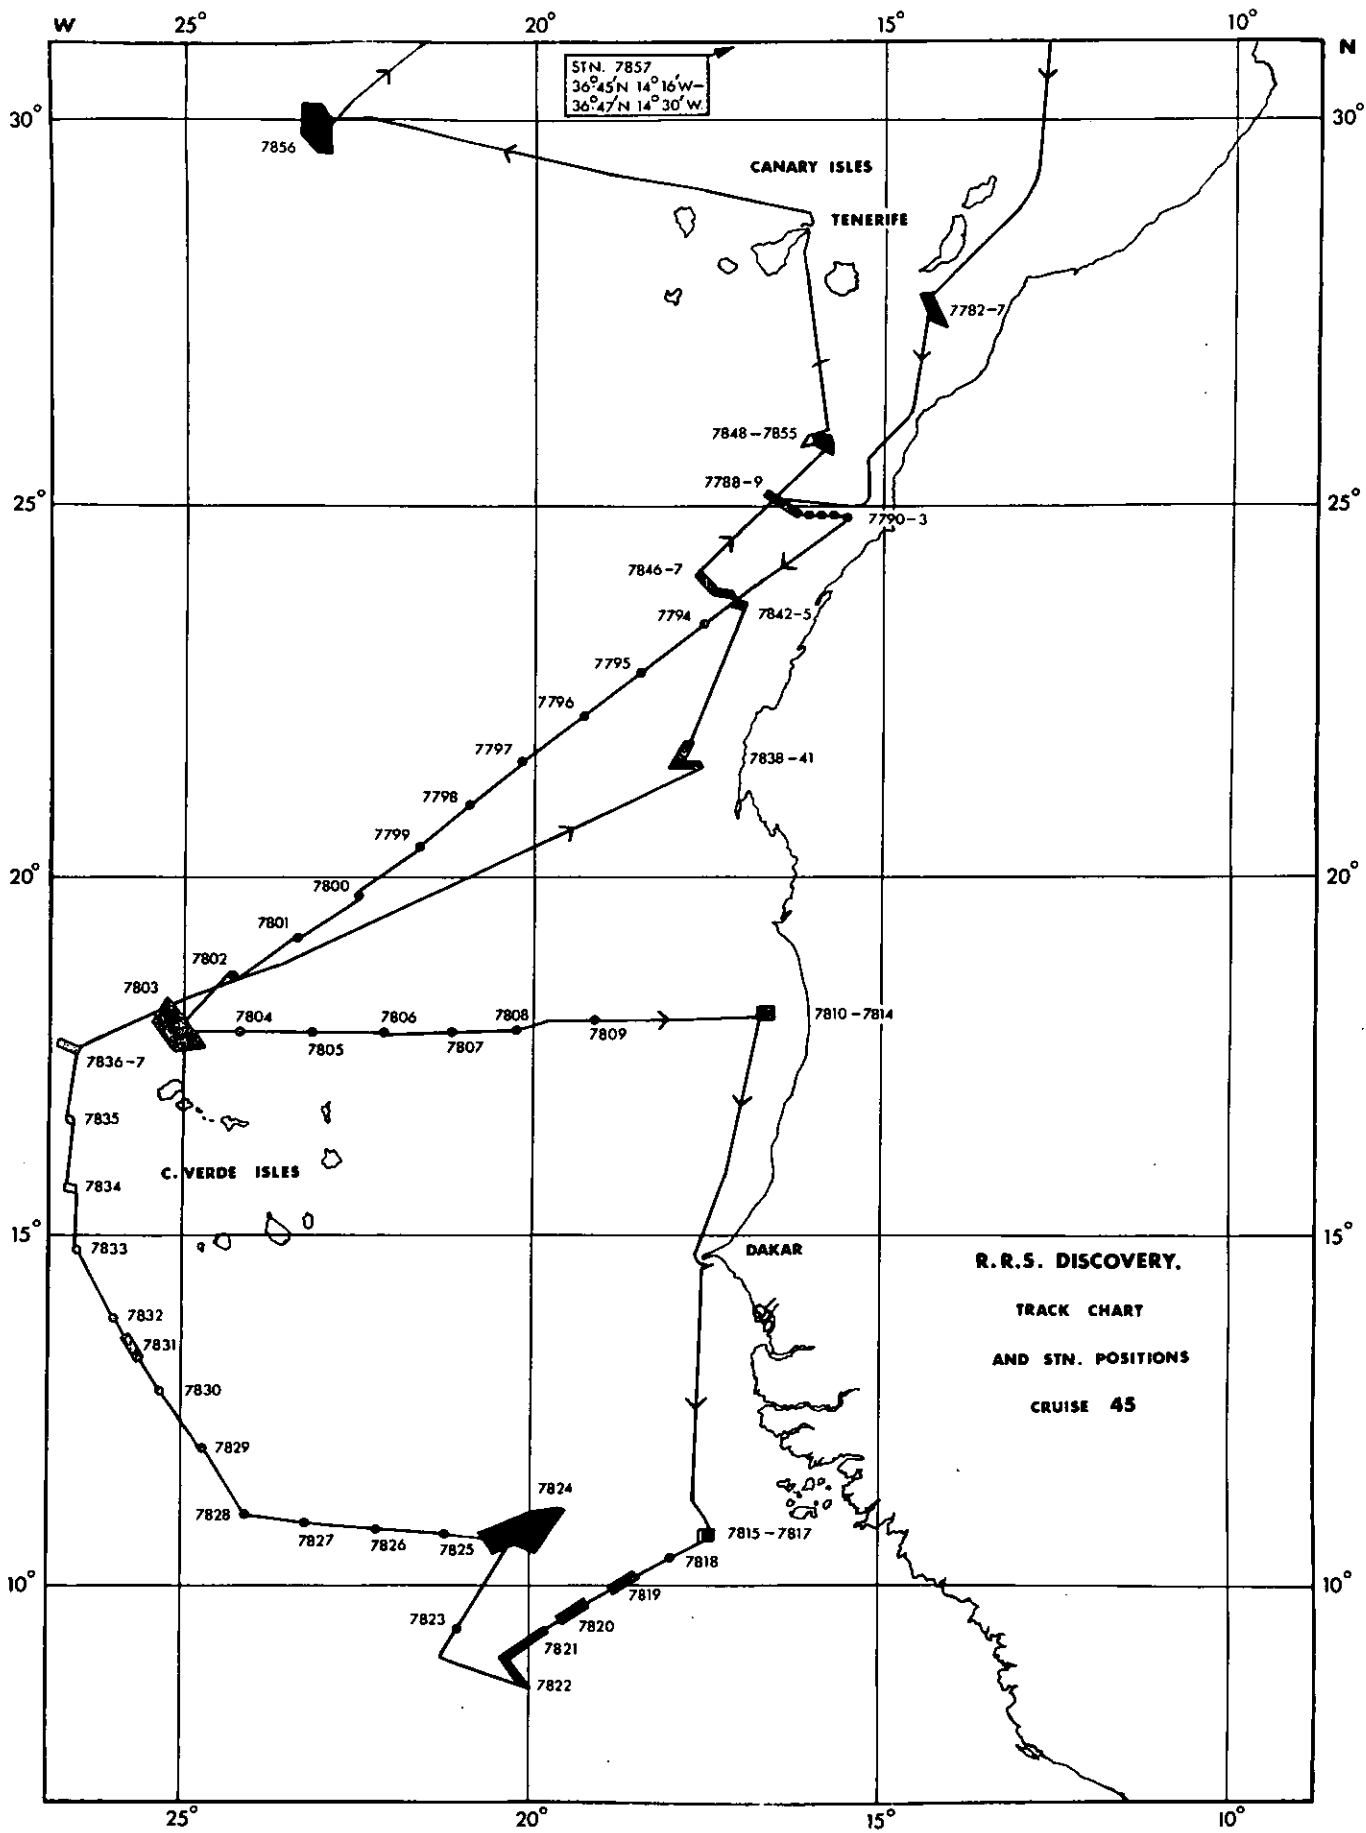 W 25° 20° 15° 10° N
STN. 7857
36°45'N 14°16'W–
36°47'N 14°30'W.
30° 30°
7856
CANARY ISLES
TENERIFE
7782-7
7848-7855
7788-9
25° 25°
7790-3
7846-7
7842-5
7794
7795
7796
7797
7838-41
7798
7799
20° 20°
7800
7801
7802
7803
7804 7806 7808 7810-7814
7805 7807 7809
7836-7
7835
C. VERDE ISLES
7834
15° 15°
7833
DAKAR
R.R.S. DISCOVERY.
TRACK CHART
AND STN. POSITIONS
CRUISE 45
7832
7831
7830
7829
7824
7828
7827 7826 7825
7815-7817
7818
10° 10°
7819
7823
7820
7821
7822
25° 20° 15° 10°